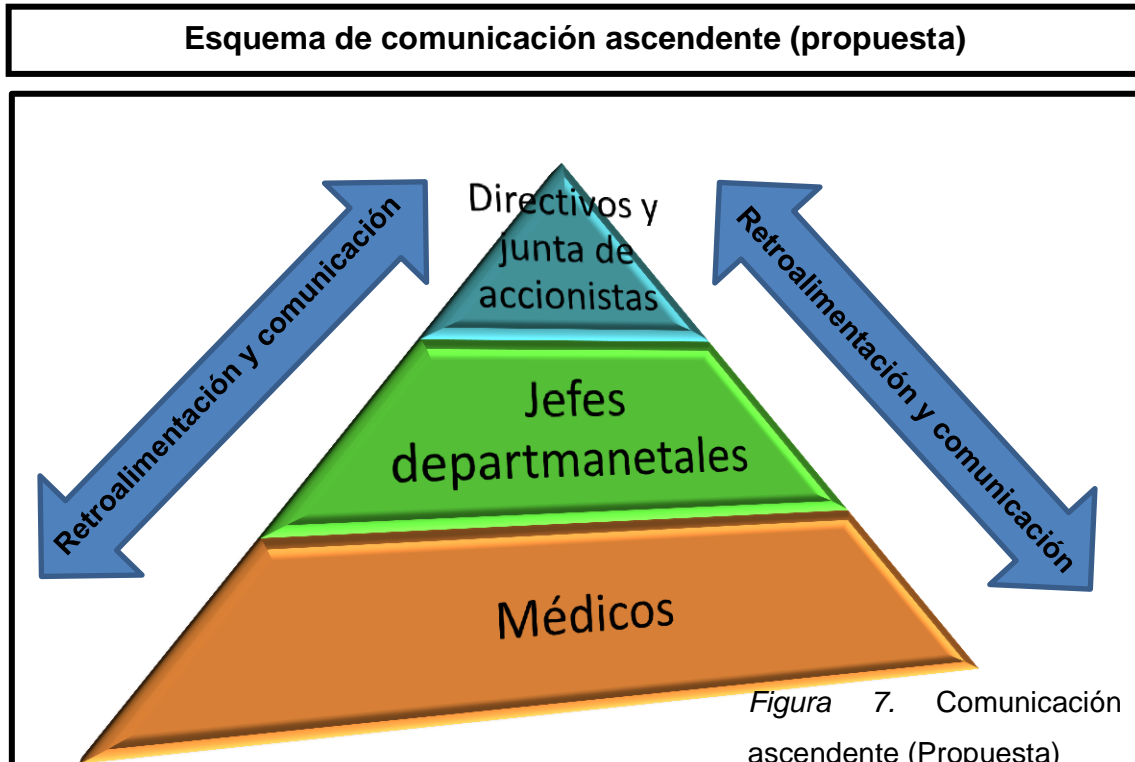 Esquema de comunicación ascendente (propuesta)
Retroalimentación y comunicación
Directivos y
junta de
accionistas
Retroalimentación y comunicación
Jefes
departmanetales
Médicos
Figura 7. Comunicación
ascendente (Propuesta)